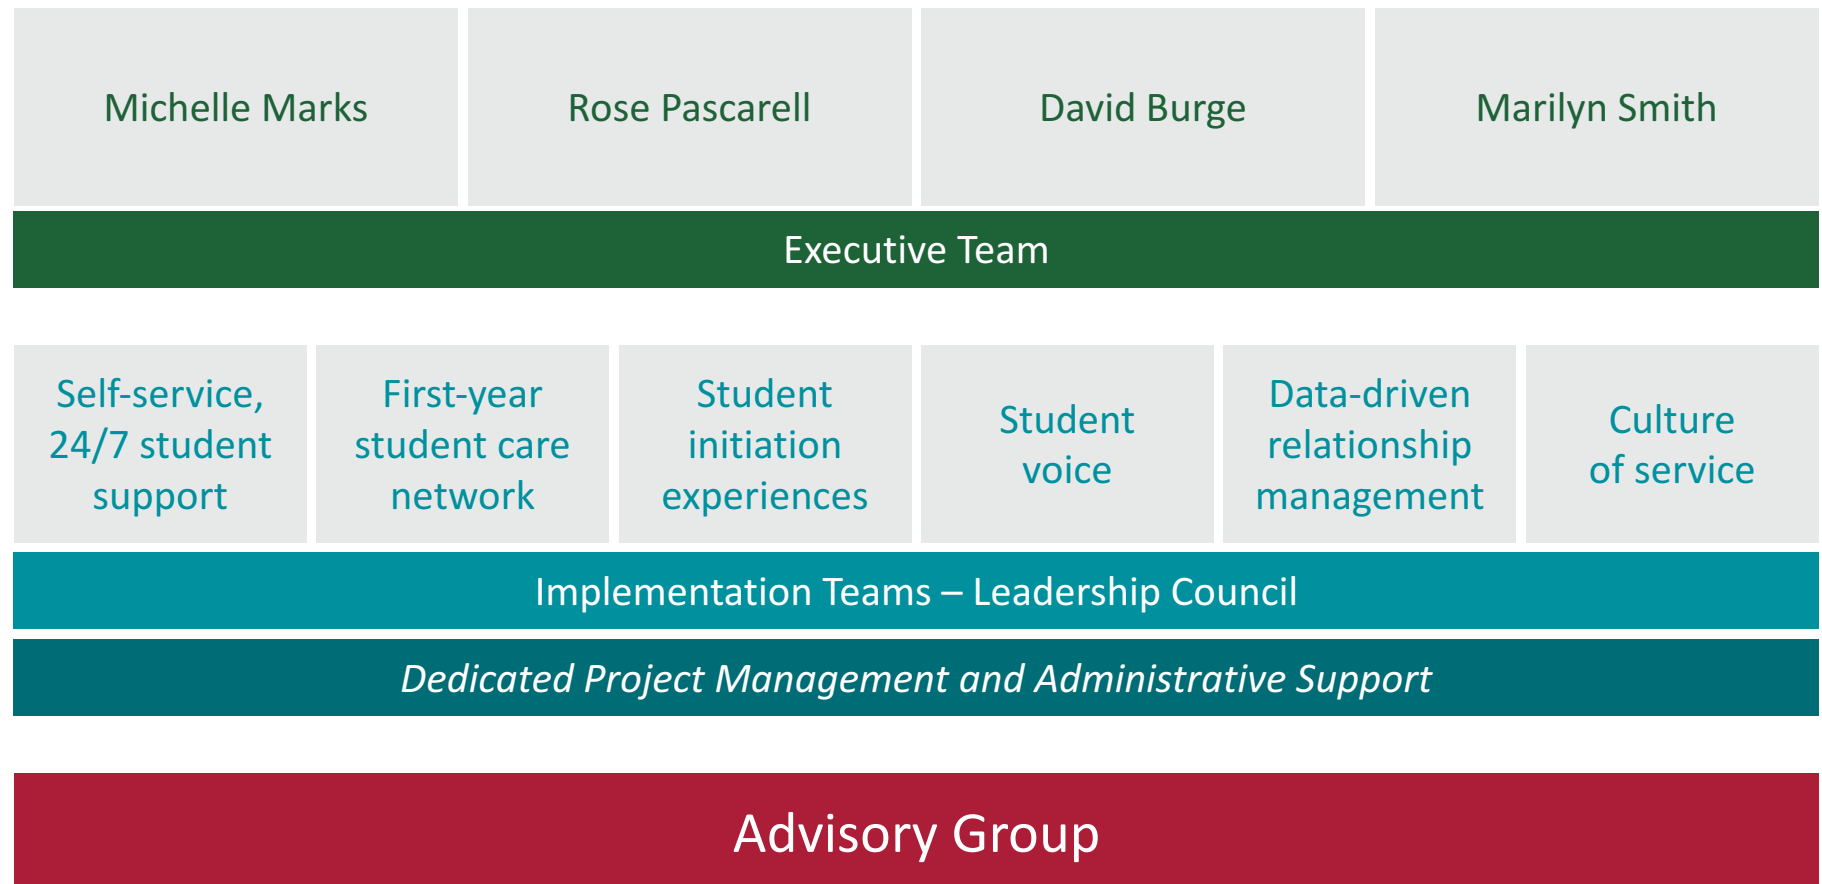 Michelle Marks
Rose Pascarell
David Burge
Marilyn Smith
Executive Team
Self-service,
24/7 student
support
First-year
student care
network
Student
initiation
experiences
Student
voice
Data-driven
relationship
management
Culture
of service
Implementation Teams – Leadership Council
Dedicated Project Management and Administrative Support
Advisory Group